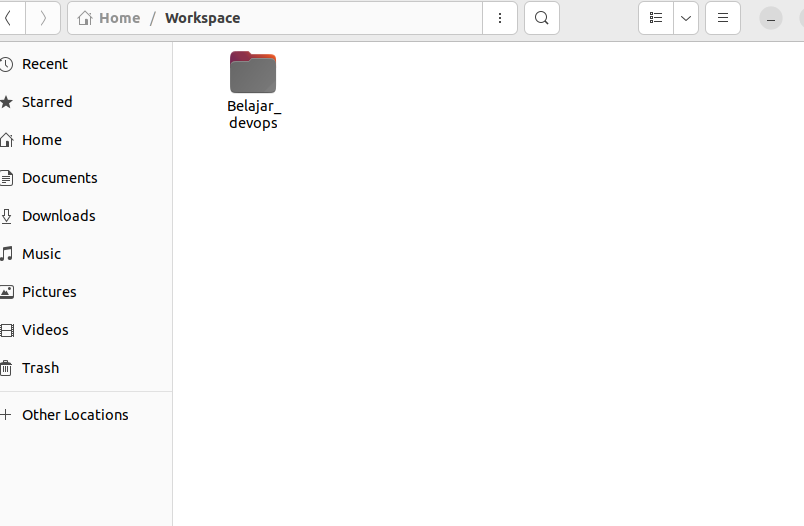 Home / Workspace
Recent
Starred
Home
Documents
Downloads
Music
Pictures
Videos
Trash
Other Locations
Belajar_
devops